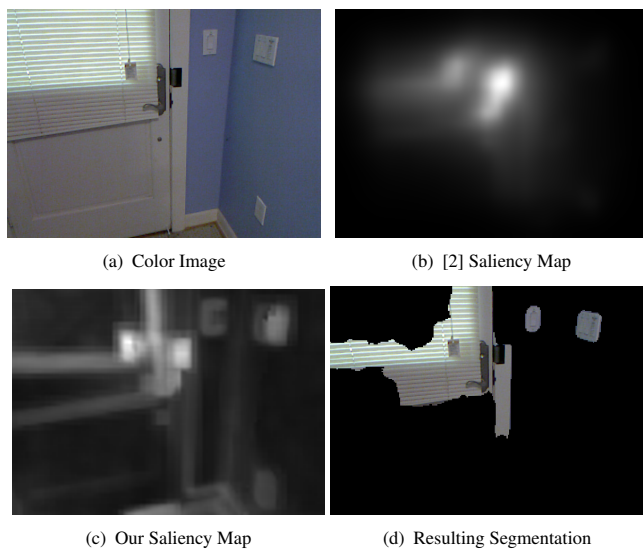 (a) Color Image
(b) [2] Saliency Map
(c) Our Saliency Map
(d) Resulting Segmentation